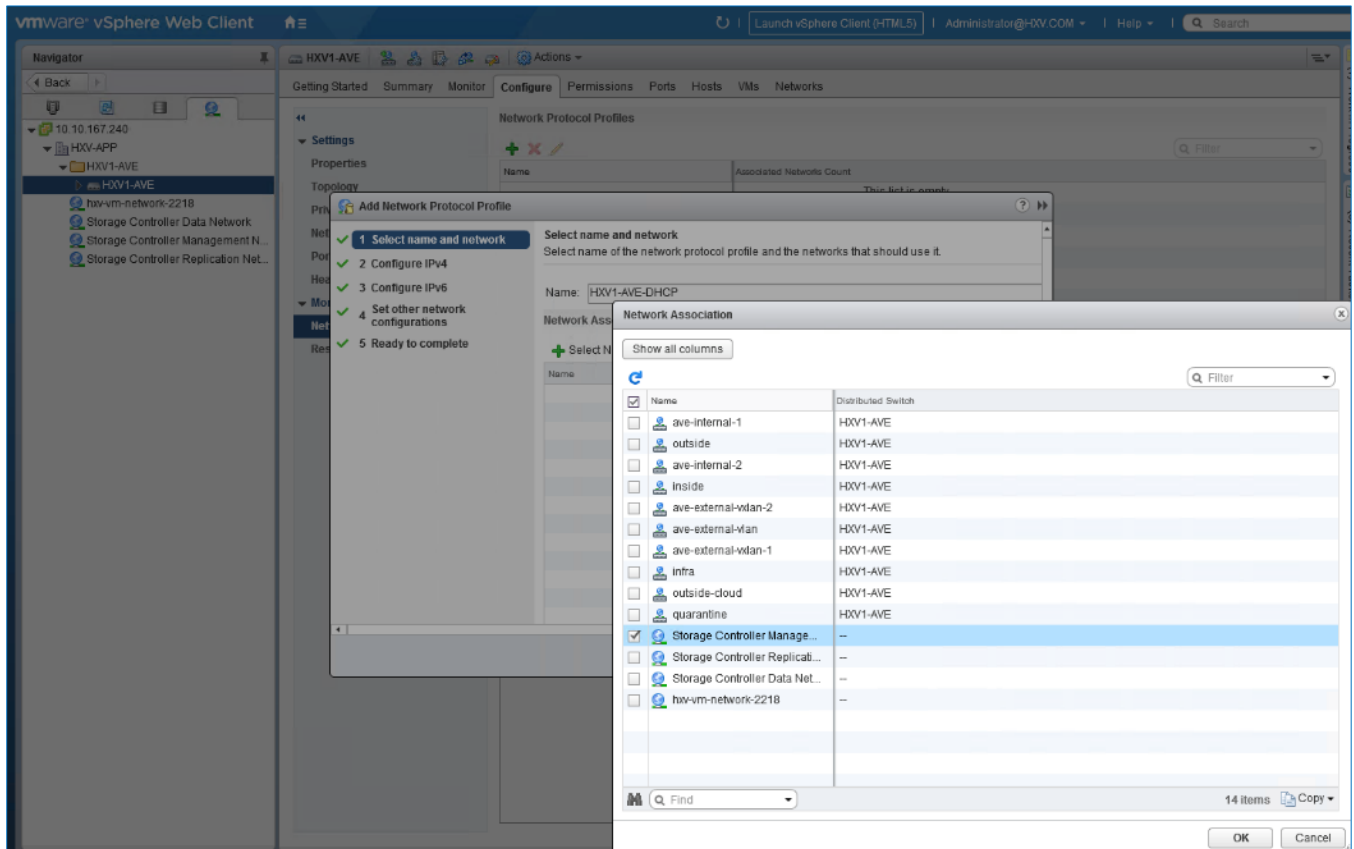 vmware® vSphere Web Client
Launch vSphere Client (HTML5)
Administrator@HXV.COM
Help
Search
Navigator
Back
10.10.167.240
HXV-APP
HXV1-AVE
HXV1-AVE
hxv-vm-network-2218
Storage Controller Data Network
Storage Controller Management N...
Storage Controller Replication Net...
HXV1-AVE
Actions
Getting Started Summary Monitor Configure Permissions Ports Hosts VMs Networks
Settings
Properties
Topology
Network Protocol Profiles
Filter
Name
Associated Networks Count
This list is empty
Add Network Protocol Profile
1 Select name and network
2 Configure IPv4
3 Configure IPv6
4 Set other network
configurations
5 Ready to complete
Select name and network
Select name of the network protocol profile and the networks that should use it.
Name: HXV1-AVE-DHCP
Network Ass
Select N
Name
Network Association
Show all columns
Filter
Name Distributed Switch
ave-internal-1 HXV1-AVE
outside HXV1-AVE
ave-internal-2 HXV1-AVE
inside HXV1-AVE
ave-external-vxlan-2 HXV1-AVE
ave-external-vlan HXV1-AVE
ave-external-vxlan-1 HXV1-AVE
infra HXV1-AVE
outside-cloud HXV1-AVE
quarantine HXV1-AVE
Storage Controller Manage... --
Storage Controller Replicati... --
Storage Controller Data Net... --
hxv-vm-network-2218 --
Find
14 items Copy
OK Cancel